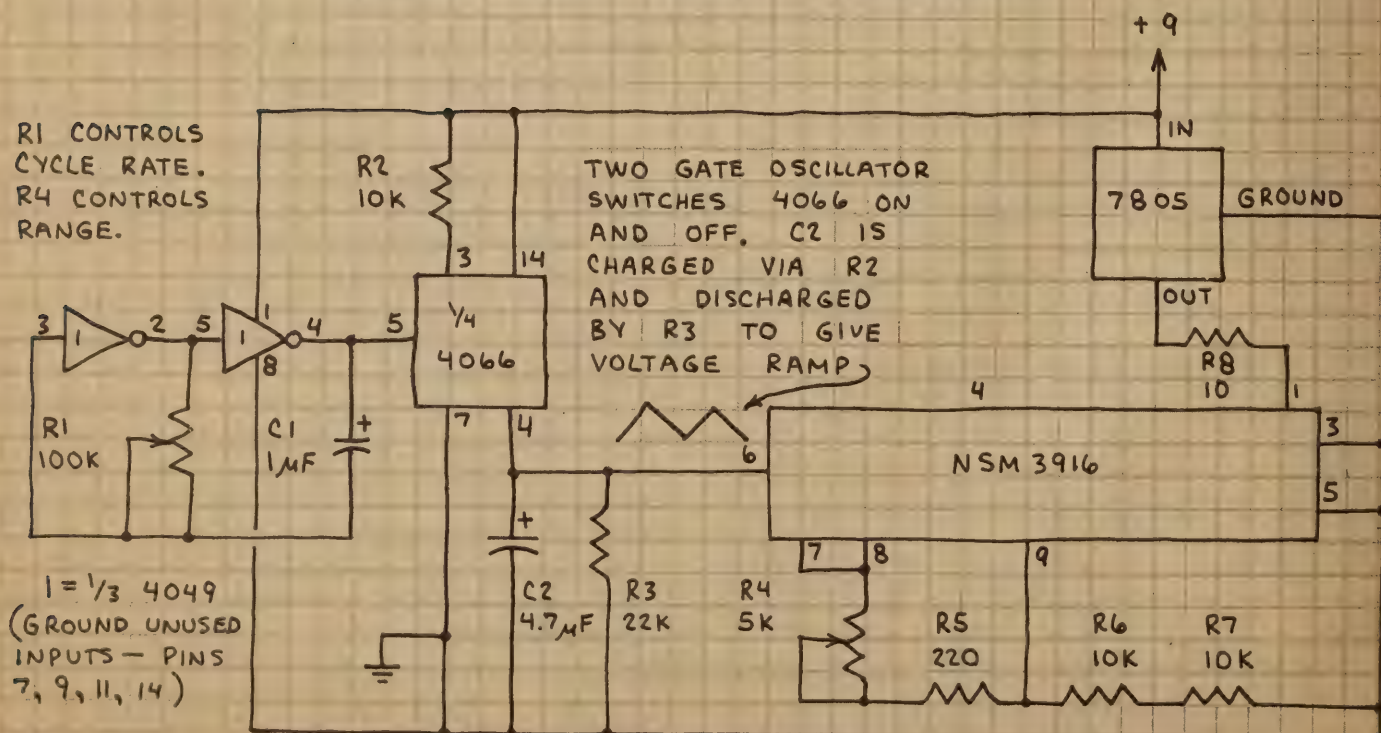 R1 CONTROLS
CYCLE RATE.
R4 CONTROLS
RANGE.
+ 9
IN
7805
GROUND
OUT
R8
10
1
R2
10K
TWO GATE OSCILLATOR
SWITCHES 4066 ON
AND OFF. C2 IS
CHARGED VIA R2
AND DISCHARGED
BY R3 TO GIVE
VOLTAGE RAMP
3
14
3
1
2
5
1
1
8
4
5
1/4
4066
7
4
R1
100K
C1
1μF
+
4
6
NSM 3916
3
5
7
8
9
+
C2
4.7μF
R3
22K
R4
5K
R5
220
R6
10K
R7
10K
1 = 1/3 4049
(GROUND UNUSED
INPUTS — PINS
7, 9, 11, 14)